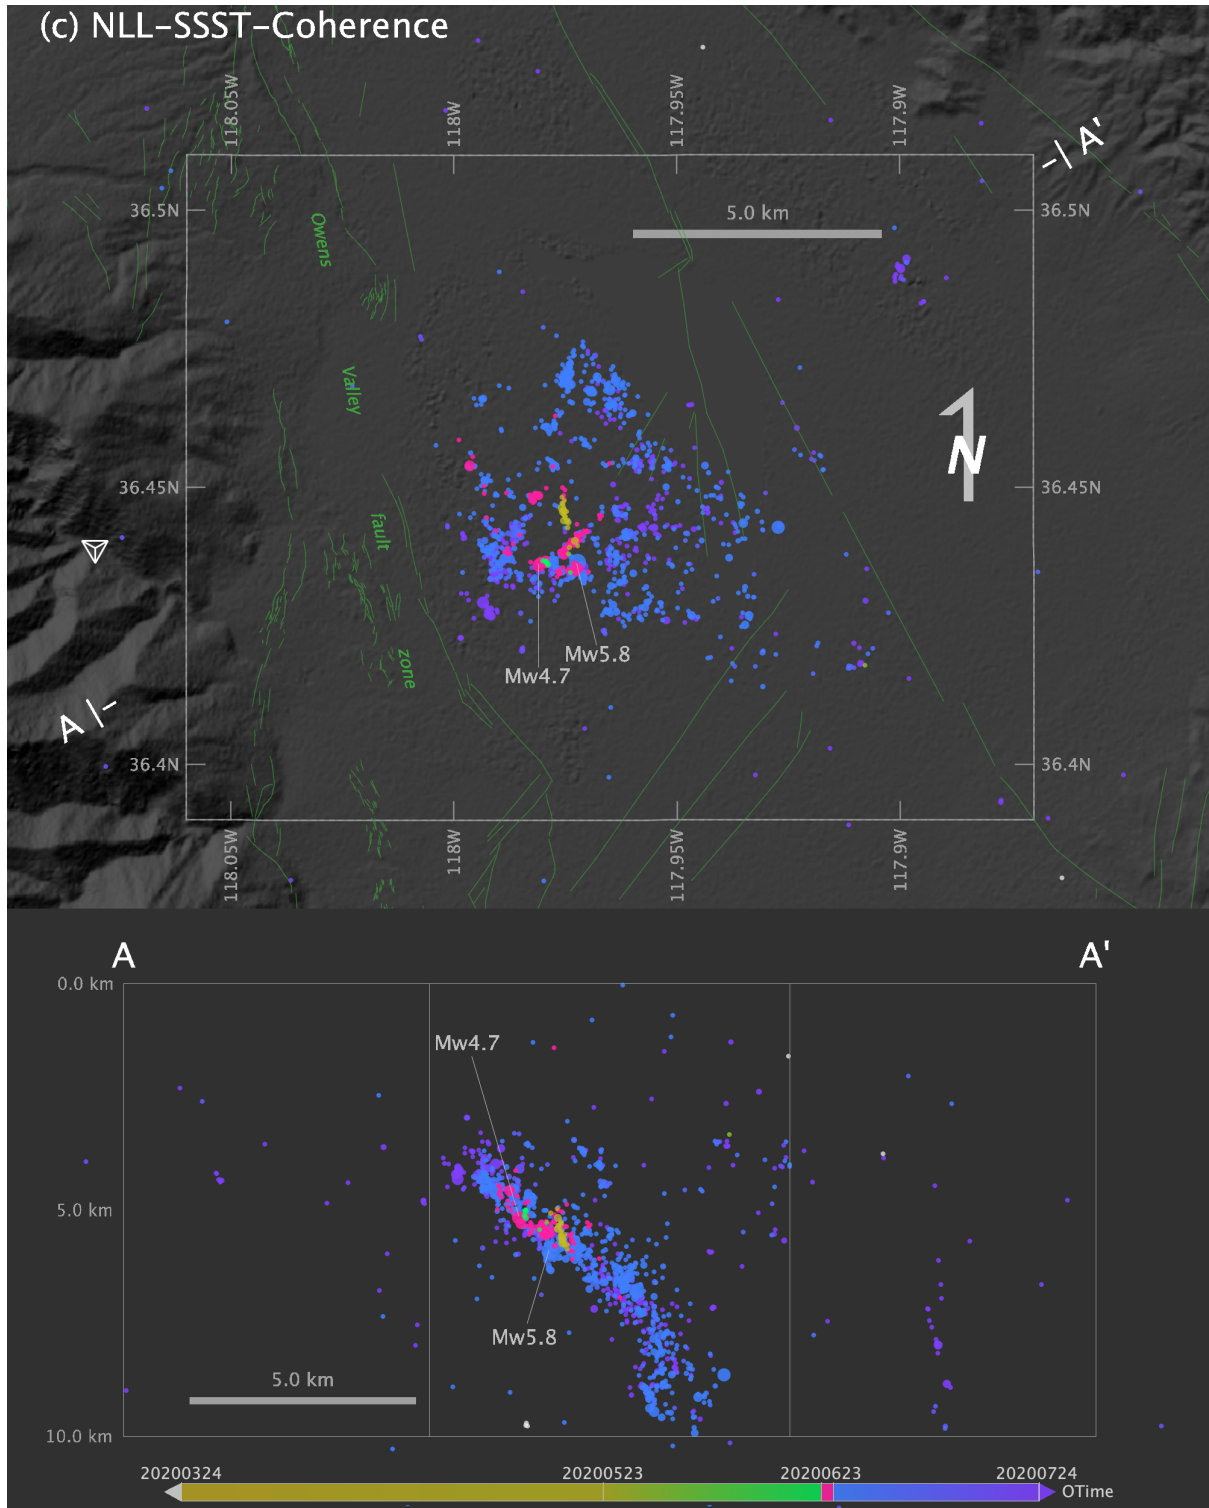 (c) NLL-SSST-Coherence
118.05W
118W
117.95W
117.9W
A'
36.5N
36.5N
5.0 km
Owens
Valley
N
36.45N
36.45N
fault
Mw5.8
zone
Mw4.7
A
36.4N
36.4N
118.05W
118W
117.95W
117.9W
A
A'
0.0 km
Mw4.7
5.0 km
Mw5.8
5.0 km
10.0 km
20200324
20200523
20200623
20200724
OTime